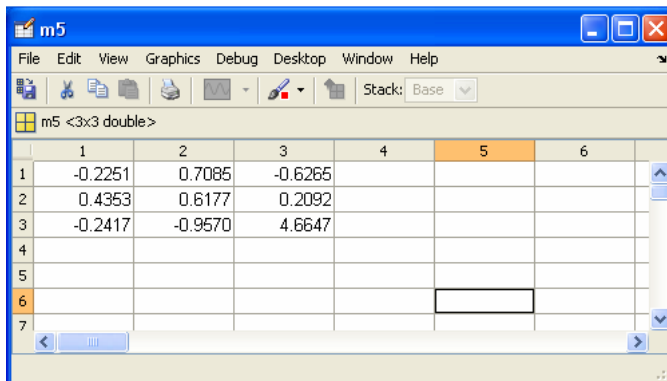 m5
File Edit View Graphics Debug Desktop Window Help
Stack: Base
m5 <3x3 double>
1 2 3 4 5 6
1 -0.2251 0.7085 -0.6265
2 0.4353 0.6177 0.2092
3 -0.2417 -0.9570 4.6647
4
5
6
7